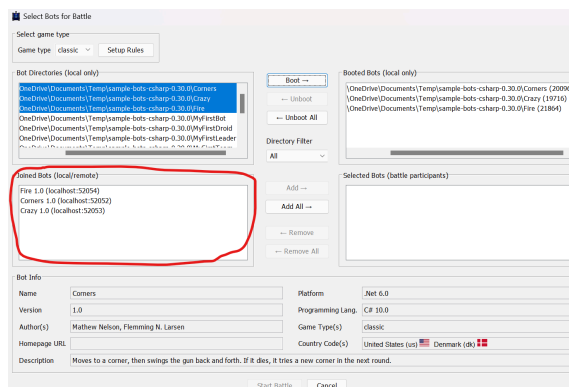 Select Bots for Battle
Select game type
Game type classic Setup Rules
Bot Directories (local only)
OneDrive\Documents\Temp\sample-bots-csharp-0.30.0\Corners
OneDrive\Documents\Temp\sample-bots-csharp-0.30.0\Crazy
OneDrive\Documents\Temp\sample-bots-csharp-0.30.0\Fire
OneDrive\Documents\Temp\sample-bots-csharp-0.30.0\MyFirstBot
OneDrive\Documents\Temp\sample-bots-csharp-0.30.0\MyFirstDroid
OneDrive\Documents\Temp\sample-bots-csharp-0.30.0\MyFirstLeader
Boot →
← Unboot
← Unboot All
Directory Filter
All
Booted Bots (local only)
\OneDrive\Documents\Temp\sample-bots-csharp-0.30.0\Corners (20096
\OneDrive\Documents\Temp\sample-bots-csharp-0.30.0\Crazy (19716)
\OneDrive\Documents\Temp\sample-bots-csharp-0.30.0\Fire (21864)
Joined Bots (local/remote)
Fire 1.0 (localhost:52054)
Corners 1.0 (localhost:52052)
Crazy 1.0 (localhost:52053)
Add →
Add All →
← Remove
← Remove All
Selected Bots (battle participants)
Bot Info
Name Corners
Platform .Net 6.0
Version 1.0
Programming Lang. C# 10.0
Author(s) Mathew Nelson, Flemming N. Larsen
Game Type(s) classic
Homepage URL
Country Code(s) United States (us) Denmark (dk)
Description Moves to a corner, then swings the gun back and forth. If it dies, it tries a new corner in the next round.
Start Battle Cancel